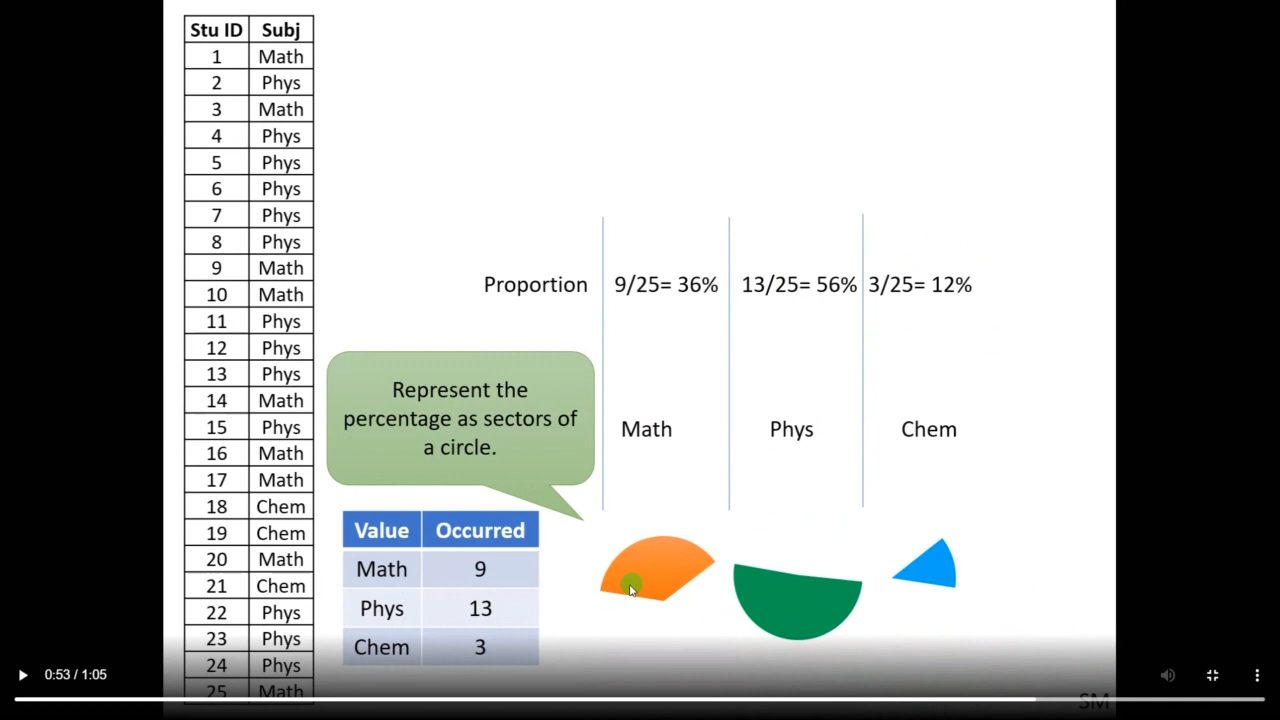 Stu ID Subj
1 Math
2 Phys
3 Math
4 Phys
5 Phys
6 Phys
7 Phys
8 Phys
9 Math
10 Math
11 Phys
12 Phys
13 Phys
14 Math
15 Phys
16 Math
17 Math
18 Chem
19 Chem
20 Math
21 Chem
22 Phys
23 Phys
24 Phys
25 Math
Proportion 9/25= 36% 13/25= 56% 3/25= 12%
Represent the
percentage as sectors of
a circle.
Math Phys Chem
Value Occurred
Math 9
Phys 13
Chem 3
0:53 / 1:05
SM